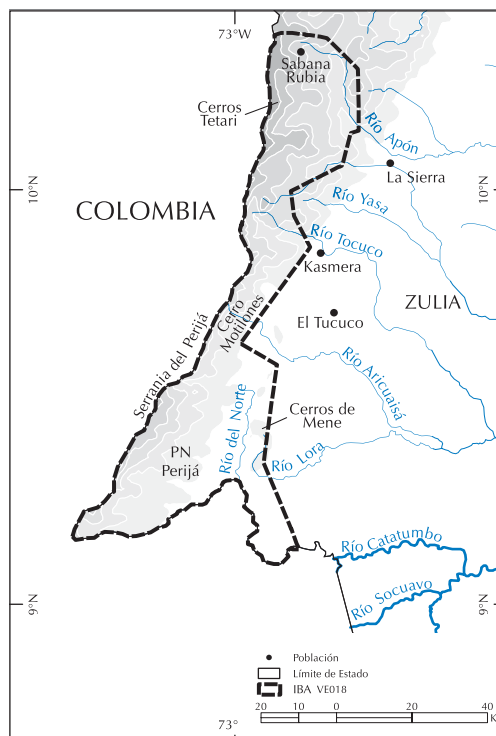 73°W
Sabana
Rubia
Cerros
Tetari
Río Apón
La Sierra
10°N
10°N
Río Yasa
COLOMBIA
Río Tocuco
Kasmera
ZULIA
Cerro
Motilones
El Tucuco
Serrania del Perijá
Río Aricuaisá
Río del Norte
Cerros de
Mene
PN
Perijá
Río Lora
Río Catatumbo
Río Socuavo
9°N
9°N
Población
Límite de Estado
IBA VE018
20 10 0 20 40
K
73°